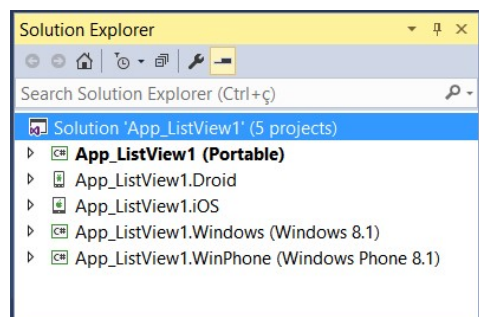 Solution Explorer
Search Solution Explorer (Ctrl+ç)
Solution 'App_ListView1' (5 projects)
C# App_ListView1 (Portable)
App_ListView1.Droid
App_ListView1.iOS
C# App_ListView1.Windows (Windows 8.1)
C# App_ListView1.WinPhone (Windows Phone 8.1)